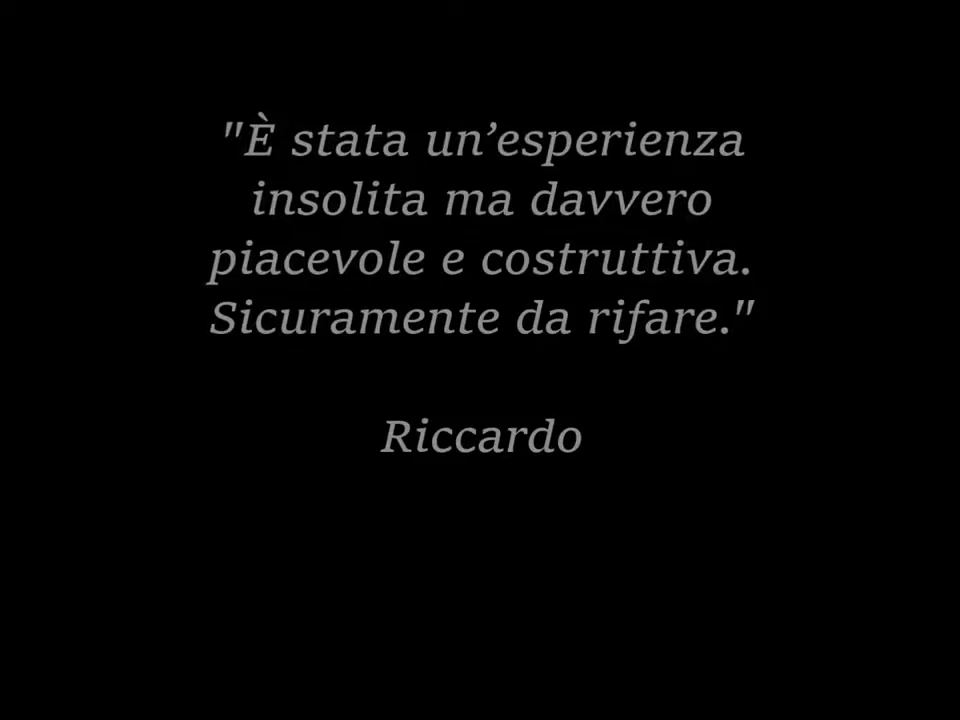 "È stata un’esperienza
insolita ma davvero
piacevole e costruttiva.
Sicuramente da rifare."
Riccardo